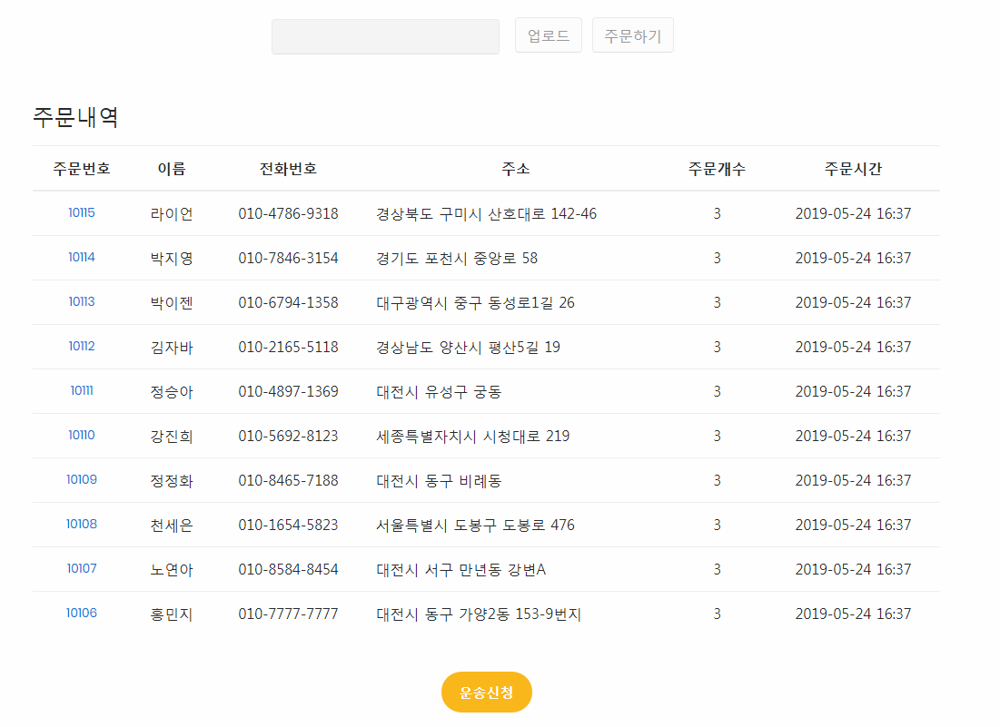 업로드 주문하기
주문내역
주문번호 이름 전화번호 주소 주문개수 주문시간
10115 라이언 010-4786-9318 경상북도 구미시 산호대로 142-46 3 2019-05-24 16:37
10114 박지영 010-7846-3154 경기도 포천시 중앙로 58 3 2019-05-24 16:37
10113 박이젠 010-6794-1358 대구광역시 중구 동성로1길 26 3 2019-05-24 16:37
10112 김자바 010-2165-5118 경상남도 양산시 평산5길 19 3 2019-05-24 16:37
10111 정승아 010-4897-1369 대전시 유성구 궁동 3 2019-05-24 16:37
10110 강진희 010-5692-8123 세종특별자치시 시청대로 219 3 2019-05-24 16:37
10109 정정화 010-8465-7188 대전시 동구 비례동 3 2019-05-24 16:37
10108 천세은 010-1654-5823 서울특별시 도봉구 도봉로 476 3 2019-05-24 16:37
10107 노연아 010-8584-8454 대전시 서구 만년동 강변A 3 2019-05-24 16:37
10106 홍민지 010-7777-7777 대전시 동구 가양2동 153-9번지 3 2019-05-24 16:37
운송신청